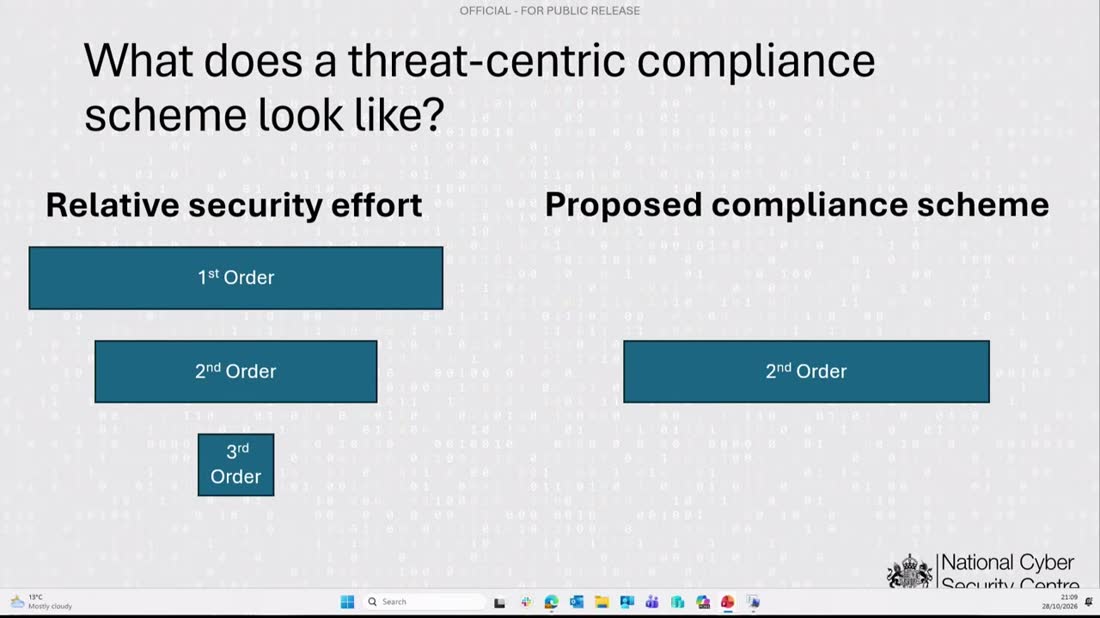 OFFICIAL - FOR PUBLIC RELEASE
What does a threat-centric compliance
scheme look like?
Relative security effort
Proposed compliance scheme
1st Order
2nd Order
2nd Order
3rd
Order
National Cyber
Security Centre
13°C
Mostly cloudy
Search
21:09
28/10/2026